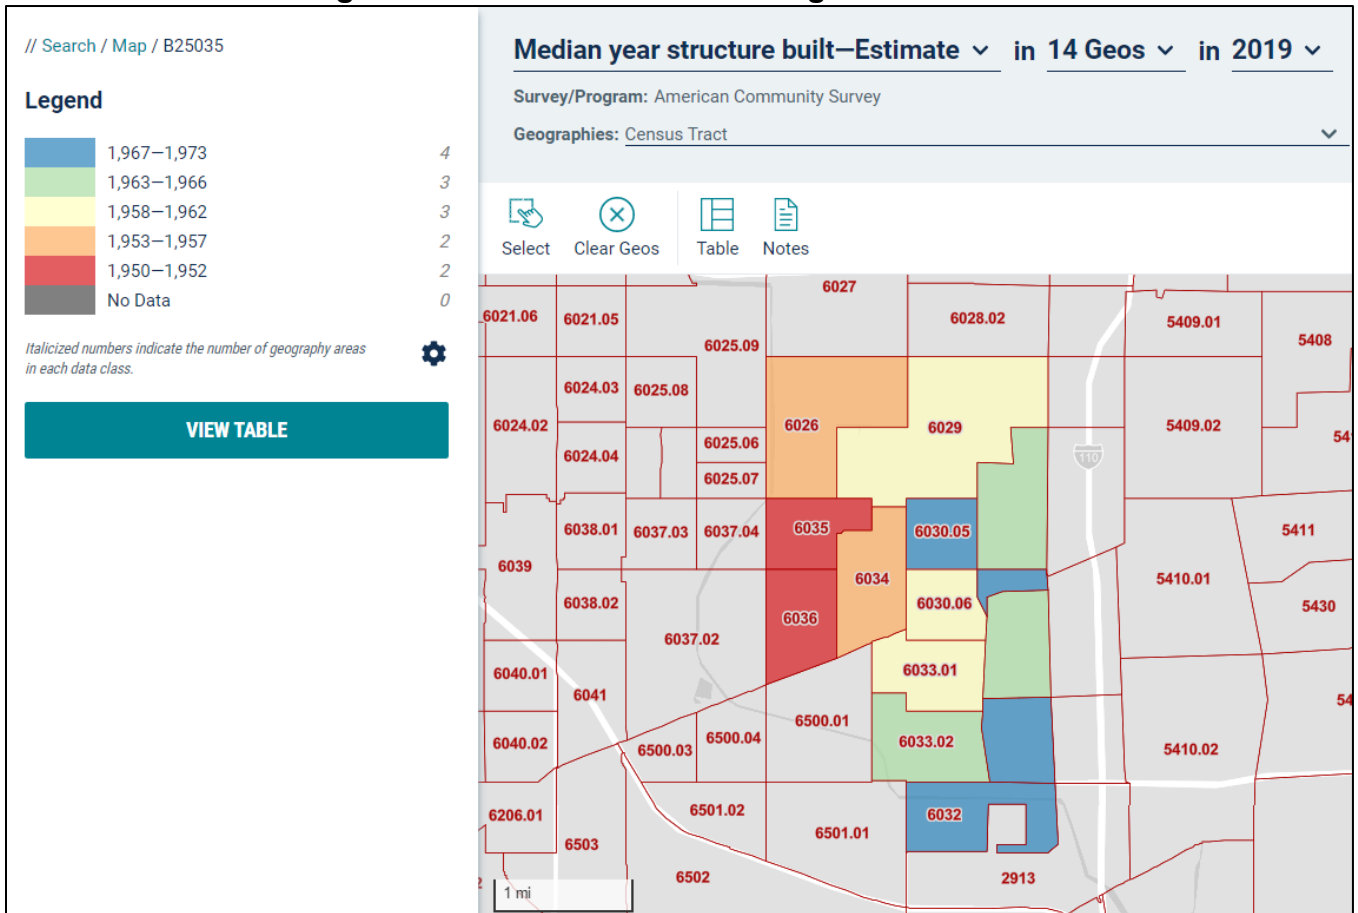 // Search / Map / B25035
Legend
1,967–1,973 4
1,963–1,966 3
1,958–1,962 3
1,953–1,957 2
1,950–1,952 2
No Data 0
Italicized numbers indicate the number of geography areas
in each data class.
VIEW TABLE
Median year structure built—Estimate in 14 Geos in 2019
Survey/Program: American Community Survey
Geographies: Census Tract
Select Clear Geos Table Notes
6027
6021.06 6021.05 6028.02 5409.01
6025.09 5408
6024.03 6025.08
6024.02 6026 6029 5409.02
6025.06 54
6024.04 110
6025.07
6038.01 6037.03 6037.04 6035 6030.05 5411
6039 6034 5410.01
6038.02 6036 6030.06 5430
6037.02
6040.01 6033.01
6041 54
6500.01
6040.02 6500.03 6500.04 6033.02 5410.02
6206.01 6501.02 6032
6503 6501.01
6502 2913
1 mi